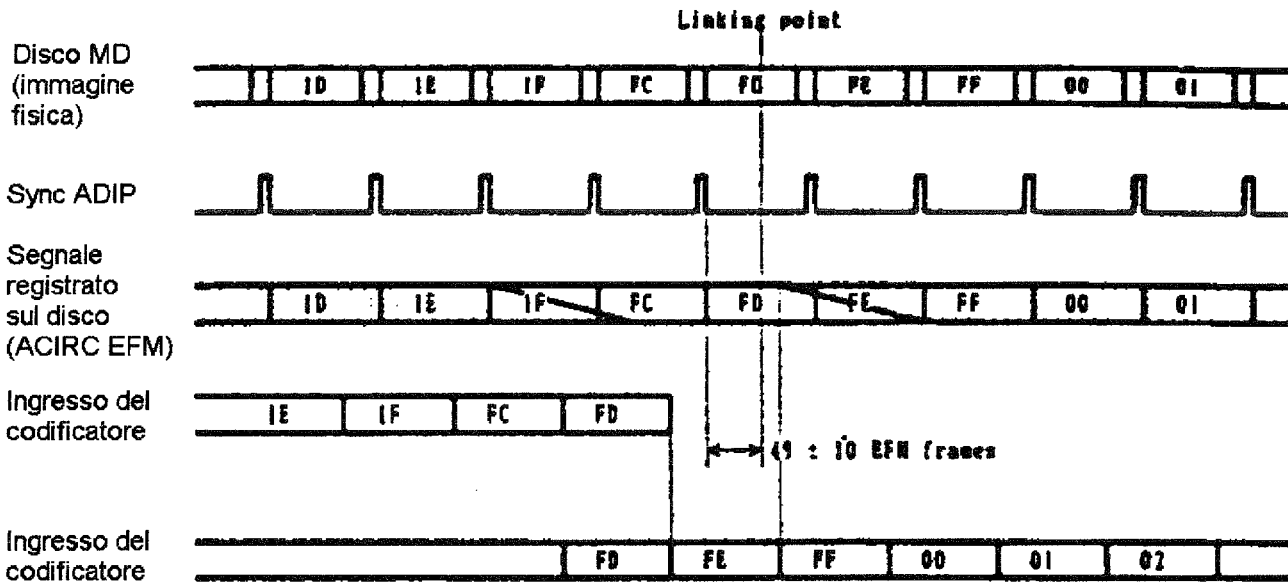 Linking point
Disco MD
(immagine
fisica)
1D 1E 1F FC FD FE FF 00 01
Sync ADIP
Segnale
registrato
sul disco
(ACIRC EFM)
1D 1E 1F FC FD FE FF 00 01
Ingresso del
codificatore
1E 1F FC FD
49 ± 10 EFM frames
Ingresso del
codificatore
FD FE FF 00 01 02